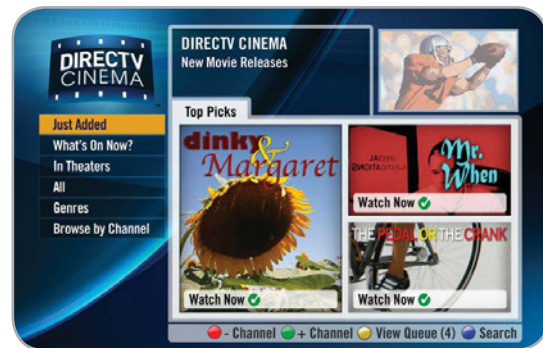 DIRECTV
CINEMA
DIRECTV CINEMA
New Movie Releases
Just Added
What's On Now?
In Theaters
All
Genres
Browse by Channel
Top Picks
dinky
&
Margaret
Watch Now
SPECIAL
INVESTIGATIONS
Mr.
When
Watch Now
THE PEDAL OR THE CRANK
Watch Now
- Channel + Channel View Queue (4) Search